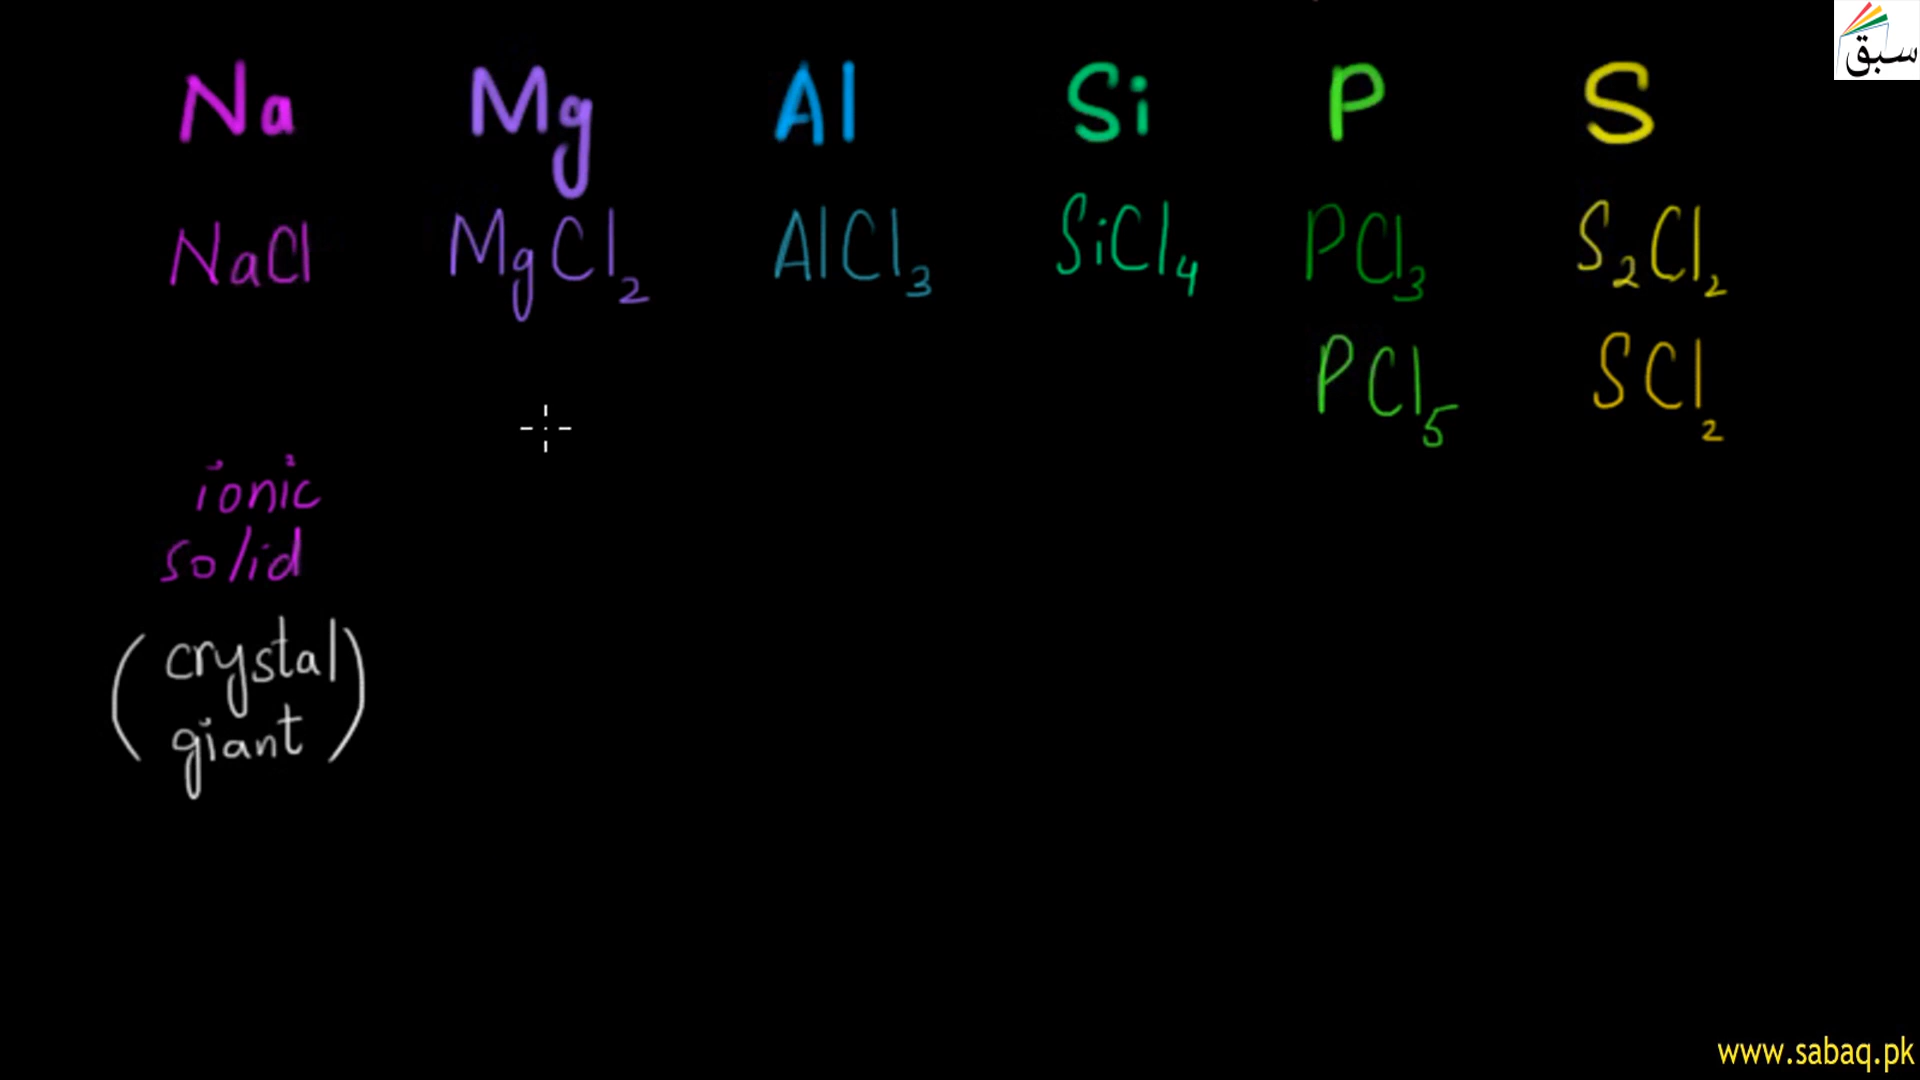 سبق
Na Mg Al Si P S
NaCl MgCl₂ AlCl₃ SiCl₄ PCl₃ S₂Cl₂
PCl₅ SCl₂
ionic
solid
(crystal
giant)
www.sabaq.pk